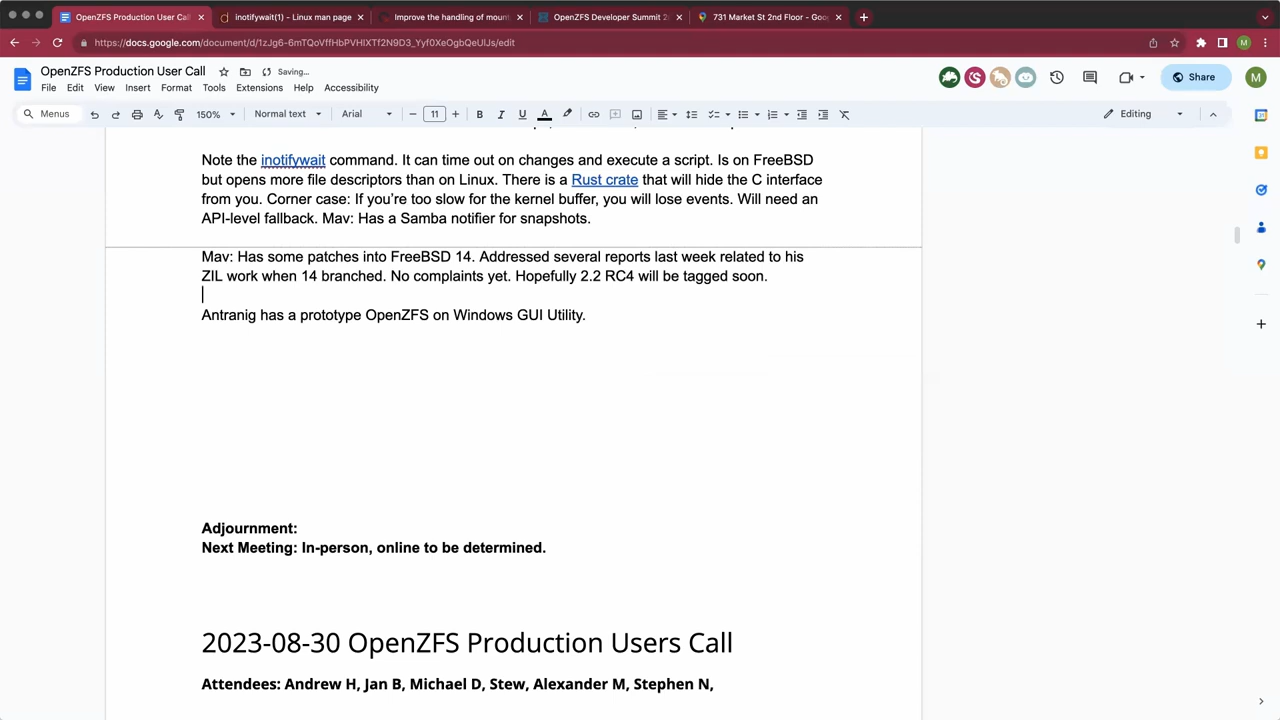 OpenZFS Production User Cal
inotifywait(1) - Linux man page
Improve the handling of moun
OpenZFS Developer Summit 2
731 Market St 2nd Floor - Goo
https://docs.google.com/document/d/1zJg6-6mTQoVffHbPVHIXTf2N9D3_Yyf0XeOgbQeUIJs/edit
M
OpenZFS Production User Call
Saving...
Share
M
File Edit View Insert Format Tools Extensions Help Accessibility
Menus
150%
Normal text
Arial
11
B I U A
Editing
Note the inotifywait command. It can time out on changes and execute a script. Is on FreeBSD
but opens more file descriptors than on Linux. There is a Rust crate that will hide the C interface
from you. Corner case: If you're too slow for the kernel buffer, you will lose events. Will need an
API-level fallback. Mav: Has a Samba notifier for snapshots.
Mav: Has some patches into FreeBSD 14. Addressed several reports last week related to his
ZIL work when 14 branched. No complaints yet. Hopefully 2.2 RC4 will be tagged soon.
Antranig has a prototype OpenZFS on Windows GUI Utility.
Adjournment:
Next Meeting: In-person, online to be determined.
2023-08-30 OpenZFS Production Users Call
Attendees: Andrew H, Jan B, Michael D, Stew, Alexander M, Stephen N,